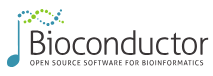 Bioconductor
OPEN SOURCE SOFTWARE FOR BIOINFORMATICS